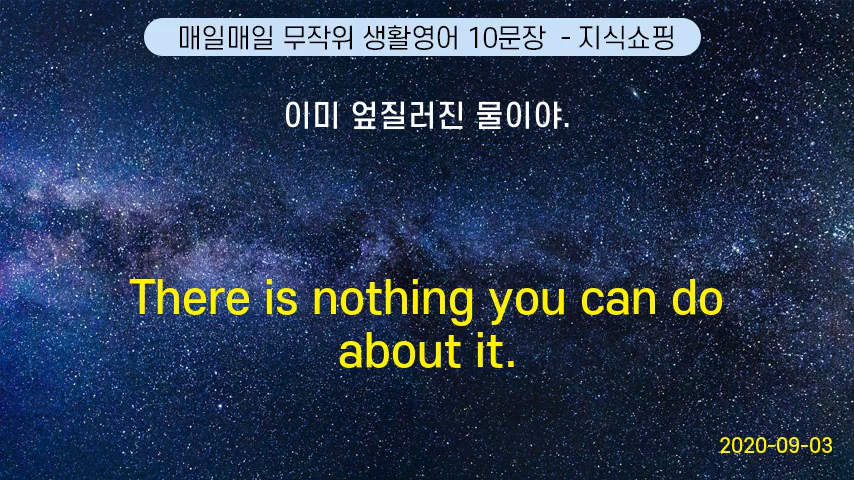 매일매일 무작위 생활영어 10문장 - 지식쇼핑
이미 엎질러진 물이야.
There is nothing you can do
about it.
2020-09-03